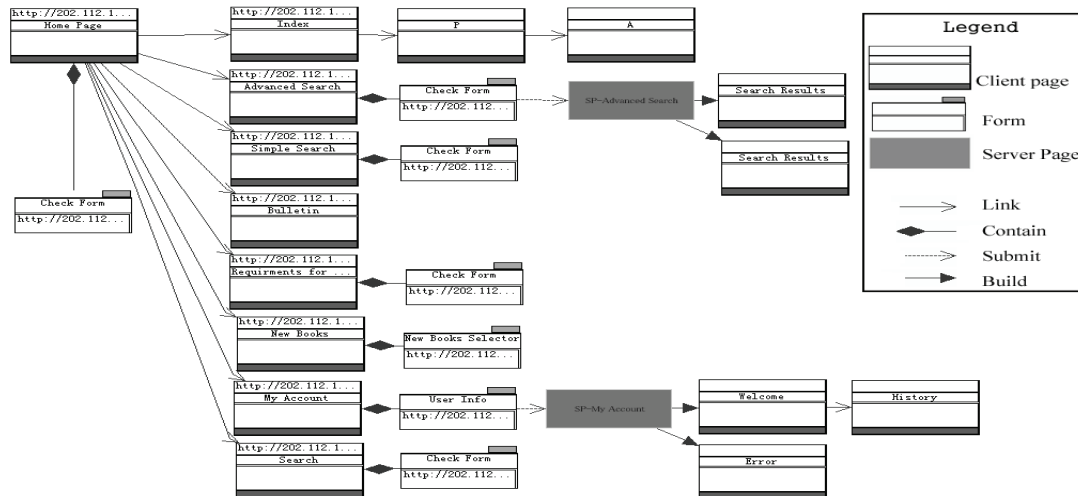 http://202.112.1...
Home Page
http://202.112.1...
Index
P
A
http://202.112.1...
Advanced Search
Check Form
http://202.112...
SP-Advanced Search
Search Results
Search Results
http://202.112.1...
Simple Search
Check Form
http://202.112...
Check Form
http://202.112...
http://202.112.1...
Bulletin
http://202.112.1...
Requirments for ...
Check Form
http://202.112...
http://202.112.1...
New Books
New Books Selector
http://202.112...
http://202.112.1...
My Account
User Info
http://202.112...
SP-My Account
Welcome
History
Error
http://202.112.1...
Search
Check Form
http://202.112...
Legend
Client page
Form
Server Page
Link
Contain
Submit
Build